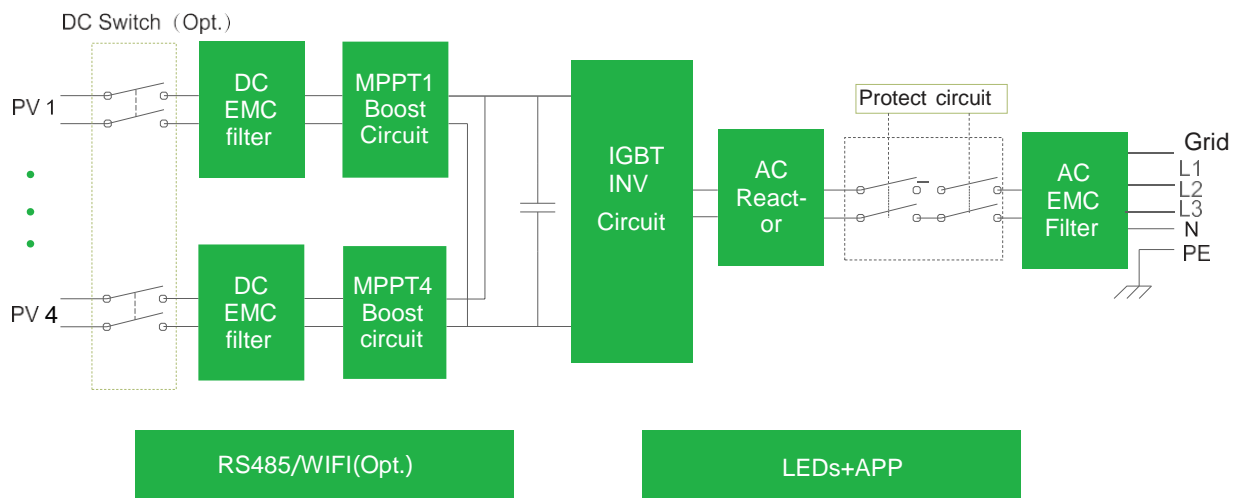 DC Switch（Opt.）
PV 1
DC
EMC
filter
MPPT1
Boost
Circuit
IGBT
INV
Circuit
AC
React-
or
Protect circuit
AC
EMC
Filter
Grid
L1
L2
L3
N
PE
PV 4
DC
EMC
filter
MPPT4
Boost
circuit
RS485/WIFI(Opt.)
LEDs+APP